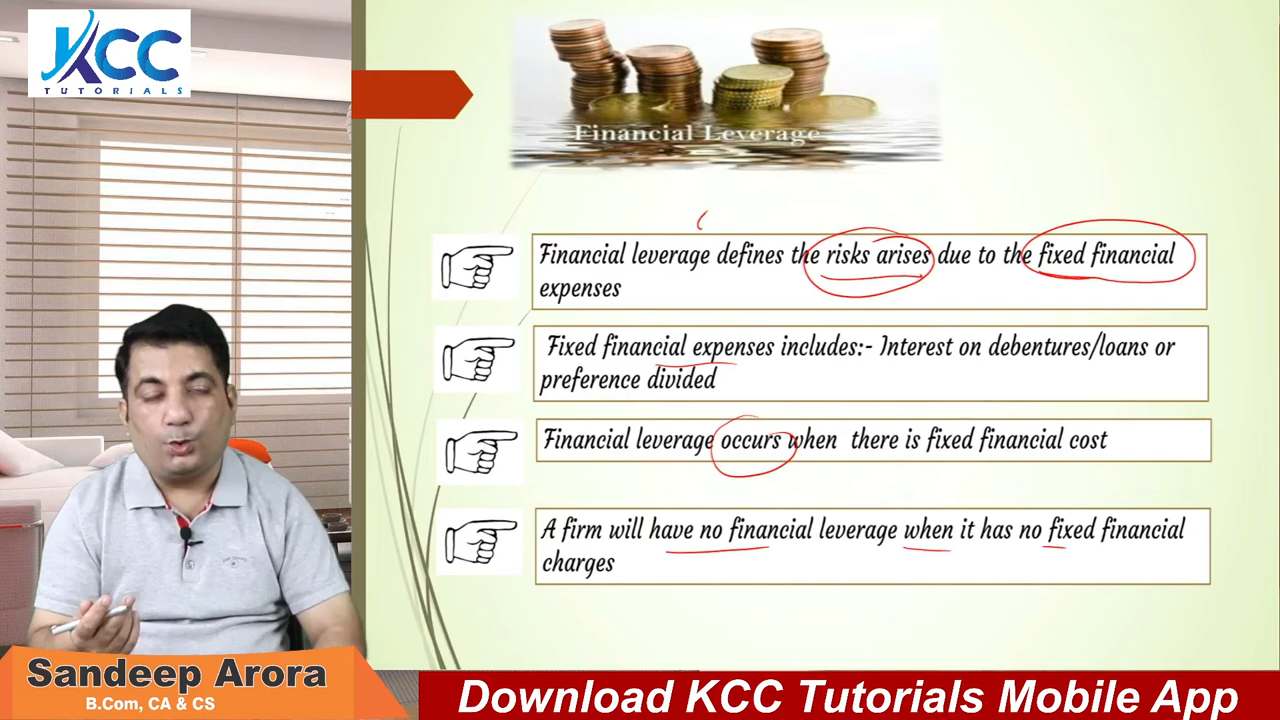 KCC
TUTORIALS
Financial Leverage
Financial leverage defines the risks arises due to the fixed financial
expenses
Fixed financial expenses includes:- Interest on debentures/loans or
preference divided
Financial leverage occurs when there is fixed financial cost
A firm will have no financial leverage when it has no fixed financial
charges
Sandeep Arora
B.Com, CA & CS
Download KCC Tutorials Mobile App